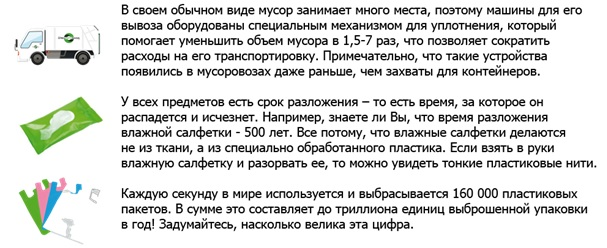 В своем обычном виде мусор занимает много места, поэтому машины для его
вывоза оборудованы специальным механизмом для уплотнения, который
помогает уменьшить объем мусора в 1,5-7 раз, что позволяет сократить
расходы на его транспортировку. Примечательно, что такие устройства
появились в мусоровозах даже раньше, чем захваты для контейнеров.
У всех предметов есть срок разложения – то есть время, за которое он
распадется и исчезнет. Например, знаете ли Вы, что время разложения
влажной салфетки - 500 лет. Все потому, что влажные салфетки делаются
не из ткани, а из специально обработанного пластика. Если взять в руки
влажную салфетку и разорвать ее, то можно увидеть тонкие пластиковые нити.
Каждую секунду в мире используется и выбрасывается 160 000 пластиковых
пакетов. В сумме это составляет до триллиона единиц выброшенной упаковки
в год! Задумайтесь, насколько велика эта цифра.